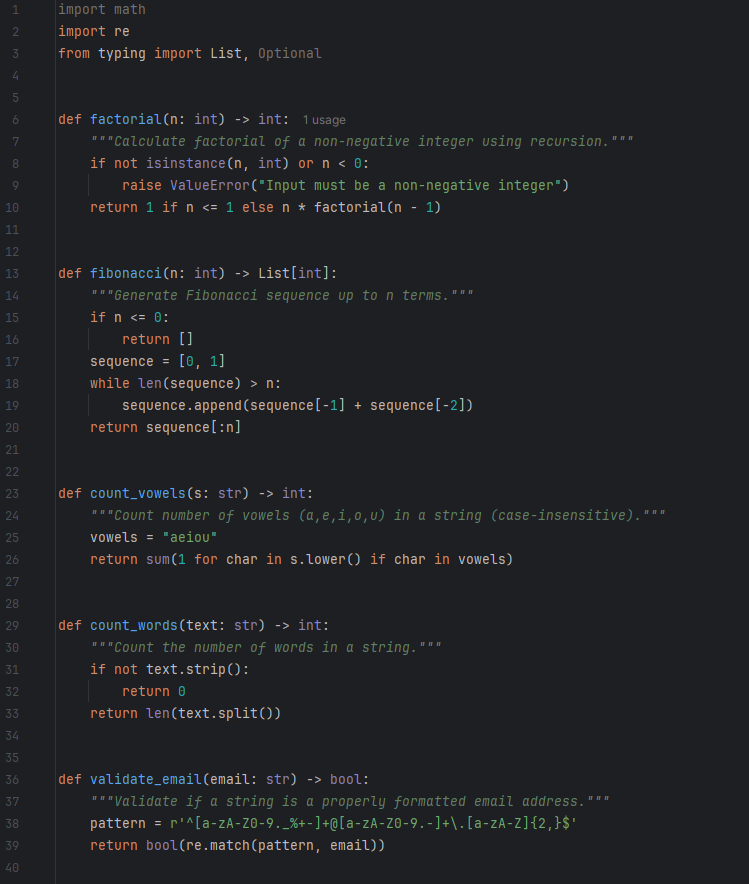 1 import math
2 import re
3 from typing import List, Optional
4
5
6 def factorial(n: int) -> int: 1 usage
7     """Calculate factorial of a non-negative integer using recursion."""
8     if not isinstance(n, int) or n < 0:
9         raise ValueError("Input must be a non-negative integer")
10     return 1 if n <= 1 else n * factorial(n - 1)
11
12
13 def fibonacci(n: int) -> List[int]:
14     """Generate Fibonacci sequence up to n terms."""
15     if n <= 0:
16         return []
17     sequence = [0, 1]
18     while len(sequence) > n:
19         sequence.append(sequence[-1] + sequence[-2])
20     return sequence[:n]
21
22
23 def count_vowels(s: str) -> int:
24     """Count number of vowels (a,e,i,o,u) in a string (case-insensitive)."""
25     vowels = "aeiou"
26     return sum(1 for char in s.lower() if char in vowels)
27
28
29 def count_words(text: str) -> int:
30     """Count the number of words in a string."""
31     if not text.strip():
32         return 0
33     return len(text.split())
34
35
36 def validate_email(email: str) -> bool:
37     """Validate if a string is a properly formatted email address."""
38     pattern = r'^[a-zA-Z0-9._%+-]+@[a-zA-Z0-9.-]+\.[a-zA-Z]{2,}$'
39     return bool(re.match(pattern, email))
40